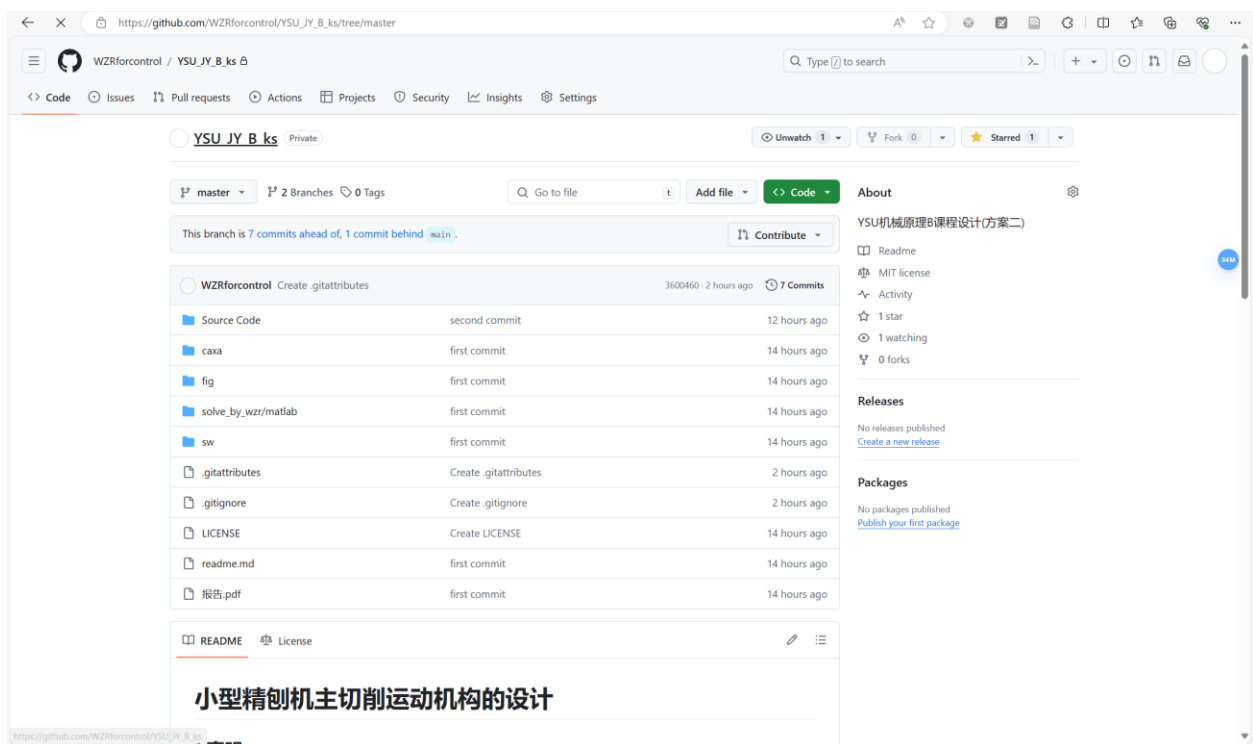 https://github.com/WZRforcontrol/YSU_JY_B_ks/tree/master
WZRforcontrol / YSU_JY_B_ks
Type / to search
Code Issues Pull requests Actions Projects Security Insights Settings
YSU_JY_B_ks Private
Unwatch 1 Fork 0 Starred 1
master 2 Branches 0 Tags Go to file t Add file Code
This branch is 7 commits ahead of, 1 commit behind main .
Contribute
WZRforcontrol Create .gitattributes 3600460 · 2 hours ago 7 Commits
Source Code second commit 12 hours ago
caxa first commit 14 hours ago
fig first commit 14 hours ago
solve_by_wzr/matlab first commit 14 hours ago
sw first commit 14 hours ago
.gitattributes Create .gitattributes 2 hours ago
.gitignore Create .gitignore 2 hours ago
LICENSE Create LICENSE 14 hours ago
readme.md first commit 14 hours ago
报告.pdf first commit 14 hours ago
About
YSU机械原理B课程设计(方案二)
Readme
MIT license
Activity
1 star
1 watching
0 forks
Releases
No releases published
Create a new release
Packages
No packages published
Publish your first package
README License
小型精刨机主切削运动机构的设计
https://github.com/WZRforcontrol/YSU_JY_B_ks